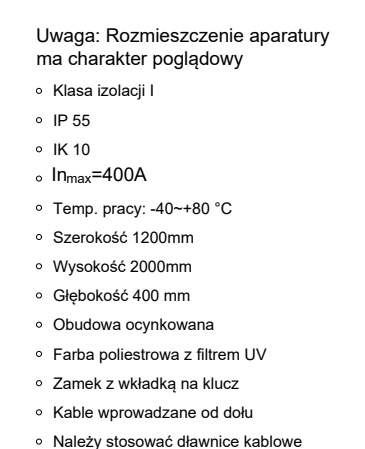 Uwaga: Rozmieszczenie aparatury
ma charakter poglądowy
Klasa izolacji I
IP 55
IK 10
Inmax=400A
Temp. pracy: -40~+80 °C
Szerokość 1200mm
Wysokość 2000mm
Głębokość 400 mm
Obudowa ocynkowana
Farba poliestrowa z filtrem UV
Zamek z wkładką na klucz
Kable wprowadzane od dołu
Należy stosować dławnice kablowe